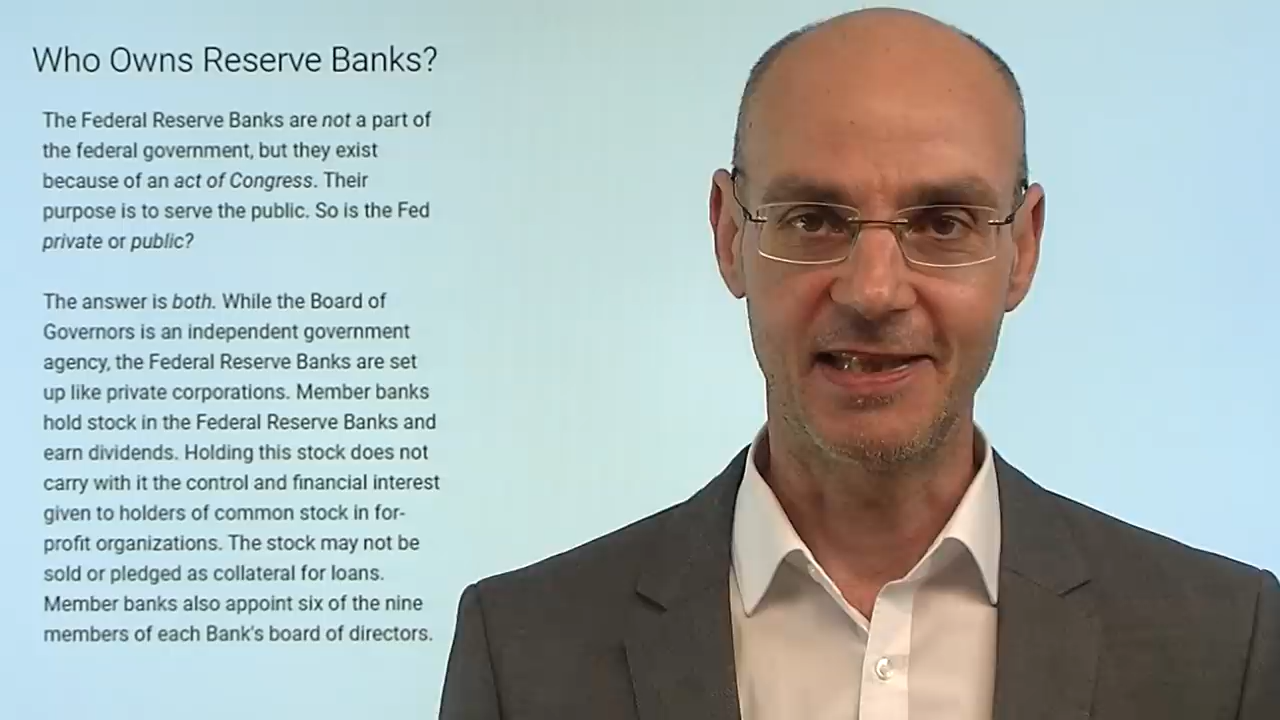 Who Owns Reserve Banks?
The Federal Reserve Banks are not a part of
the federal government, but they exist
because of an act of Congress. Their
purpose is to serve the public. So is the Fed
private or public?
The answer is both. While the Board of
Governors is an independent government
agency, the Federal Reserve Banks are set
up like private corporations. Member banks
hold stock in the Federal Reserve Banks and
earn dividends. Holding this stock does not
carry with it the control and financial interest
given to holders of common stock in for-
profit organizations. The stock may not be
sold or pledged as collateral for loans.
Member banks also appoint six of the nine
members of each Bank's board of directors.